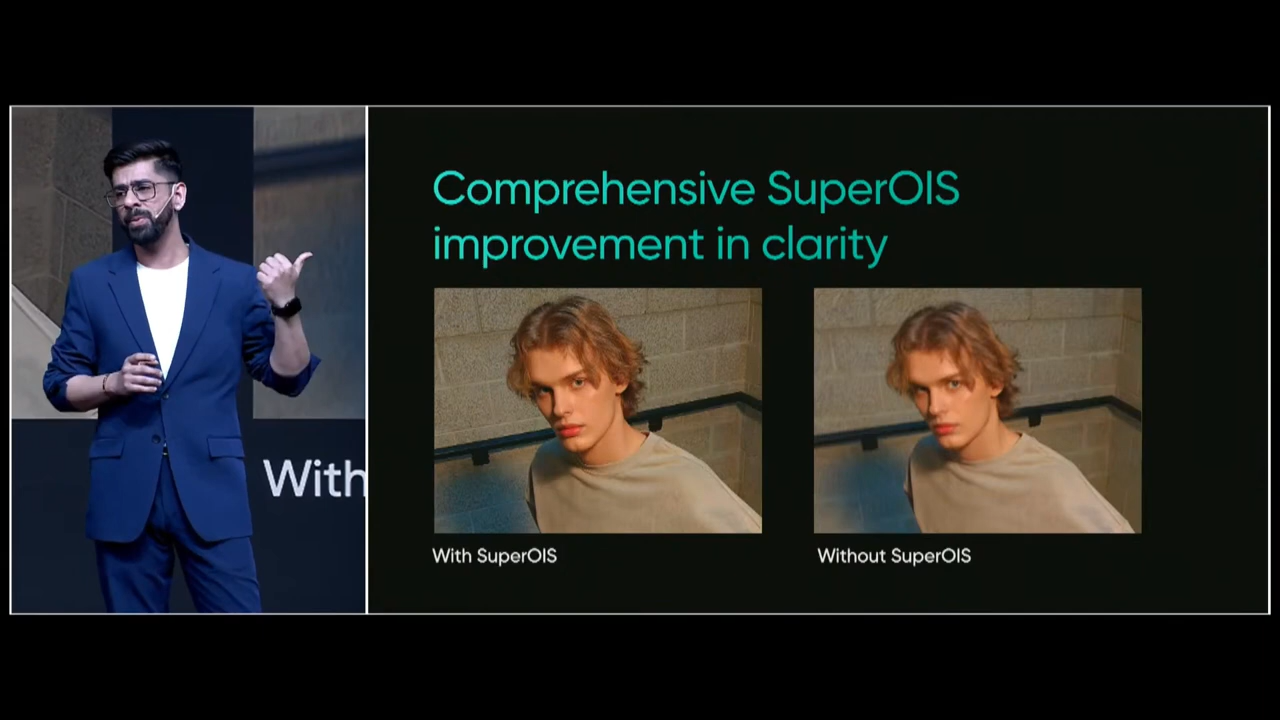 With
Comprehensive SuperOIS
improvement in clarity
With SuperOIS
Without SuperOIS